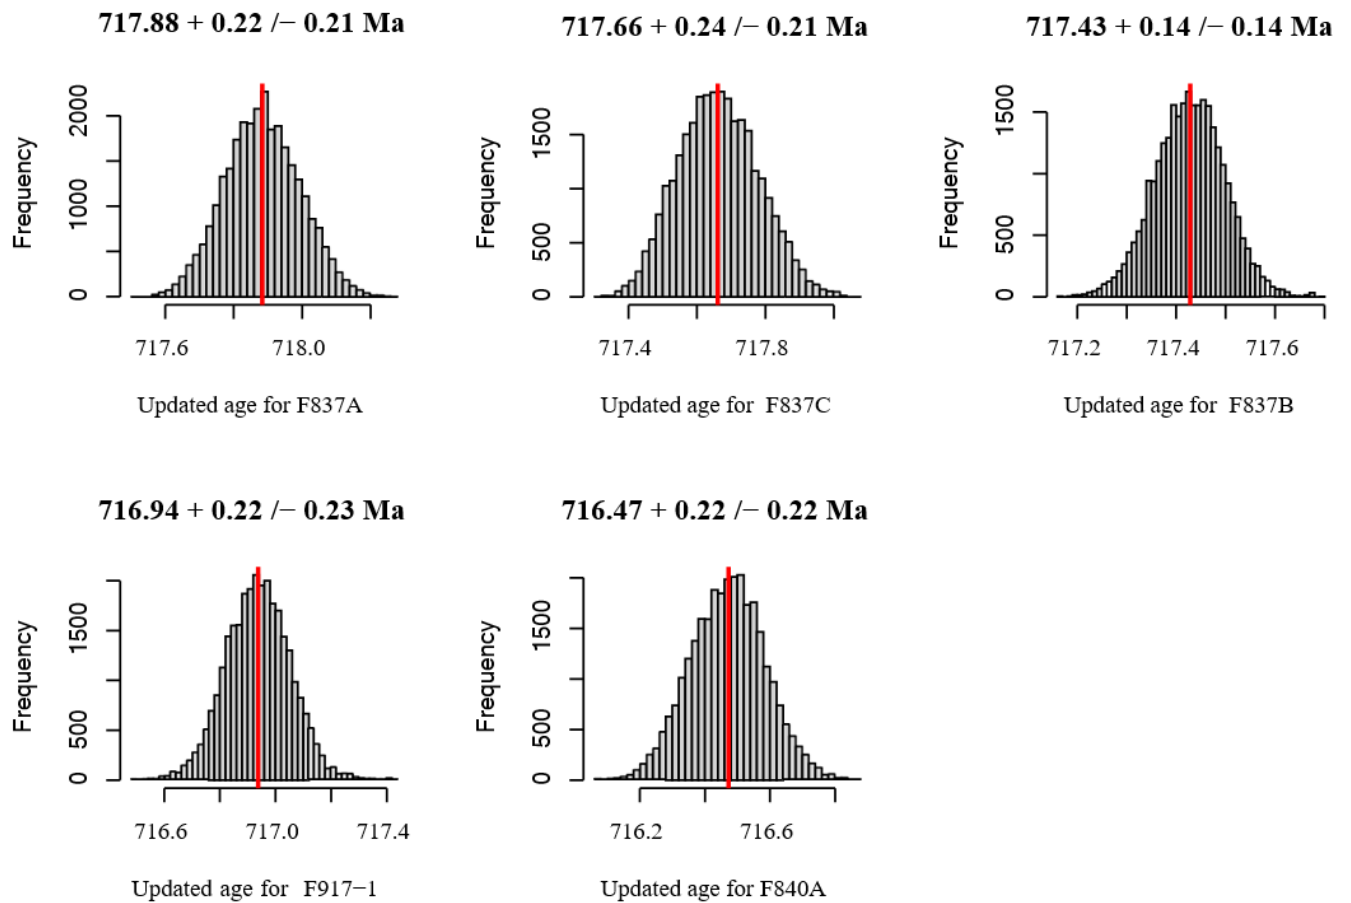 717.88 + 0.22 /− 0.21 Ma
Frequency
2000
1000
0
717.6 718.0
Updated age for F837A
717.66 + 0.24 /− 0.21 Ma
Frequency
1500
500
0
717.4 717.8
Updated age for F837C
717.43 + 0.14 /− 0.14 Ma
Frequency
1500
500
0
717.2 717.4 717.6
Updated age for F837B
716.94 + 0.22 /− 0.23 Ma
Frequency
1500
500
0
716.6 717.0 717.4
Updated age for F917−1
716.47 + 0.22 /− 0.22 Ma
Frequency
1500
500
0
716.2 716.6
Updated age for F840A